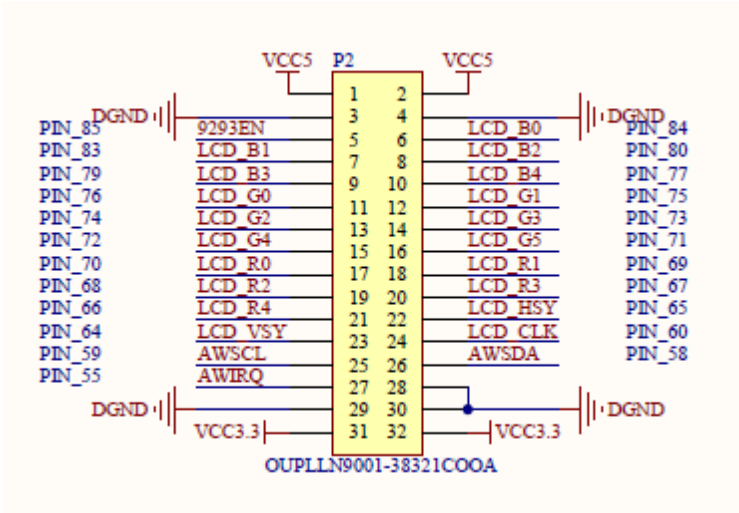 VCC5 P2 VCC5
1 2
DGND 3 4 DGND
PIN_85 9293EN 5 6 LCD_B0 PIN_84
PIN_83 LCD_B1 7 8 LCD_B2 PIN_80
PIN_79 LCD_B3 9 10 LCD_B4 PIN_77
PIN_76 LCD_G0 11 12 LCD_G1 PIN_75
PIN_74 LCD_G2 13 14 LCD_G3 PIN_73
PIN_72 LCD_G4 15 16 LCD_G5 PIN_71
PIN_70 LCD_R0 17 18 LCD_R1 PIN_69
PIN_68 LCD_R2 19 20 LCD_R3 PIN_67
PIN_66 LCD_R4 21 22 LCD_HSY PIN_65
PIN_64 LCD_VSY 23 24 LCD_CLK PIN_60
PIN_59 AWSCL 25 26 AWSDA PIN_58
PIN_55 AWIRQ 27 28
DGND 29 30 DGND
VCC3.3 31 32 VCC3.3
OUPLLN9001-38321COOA